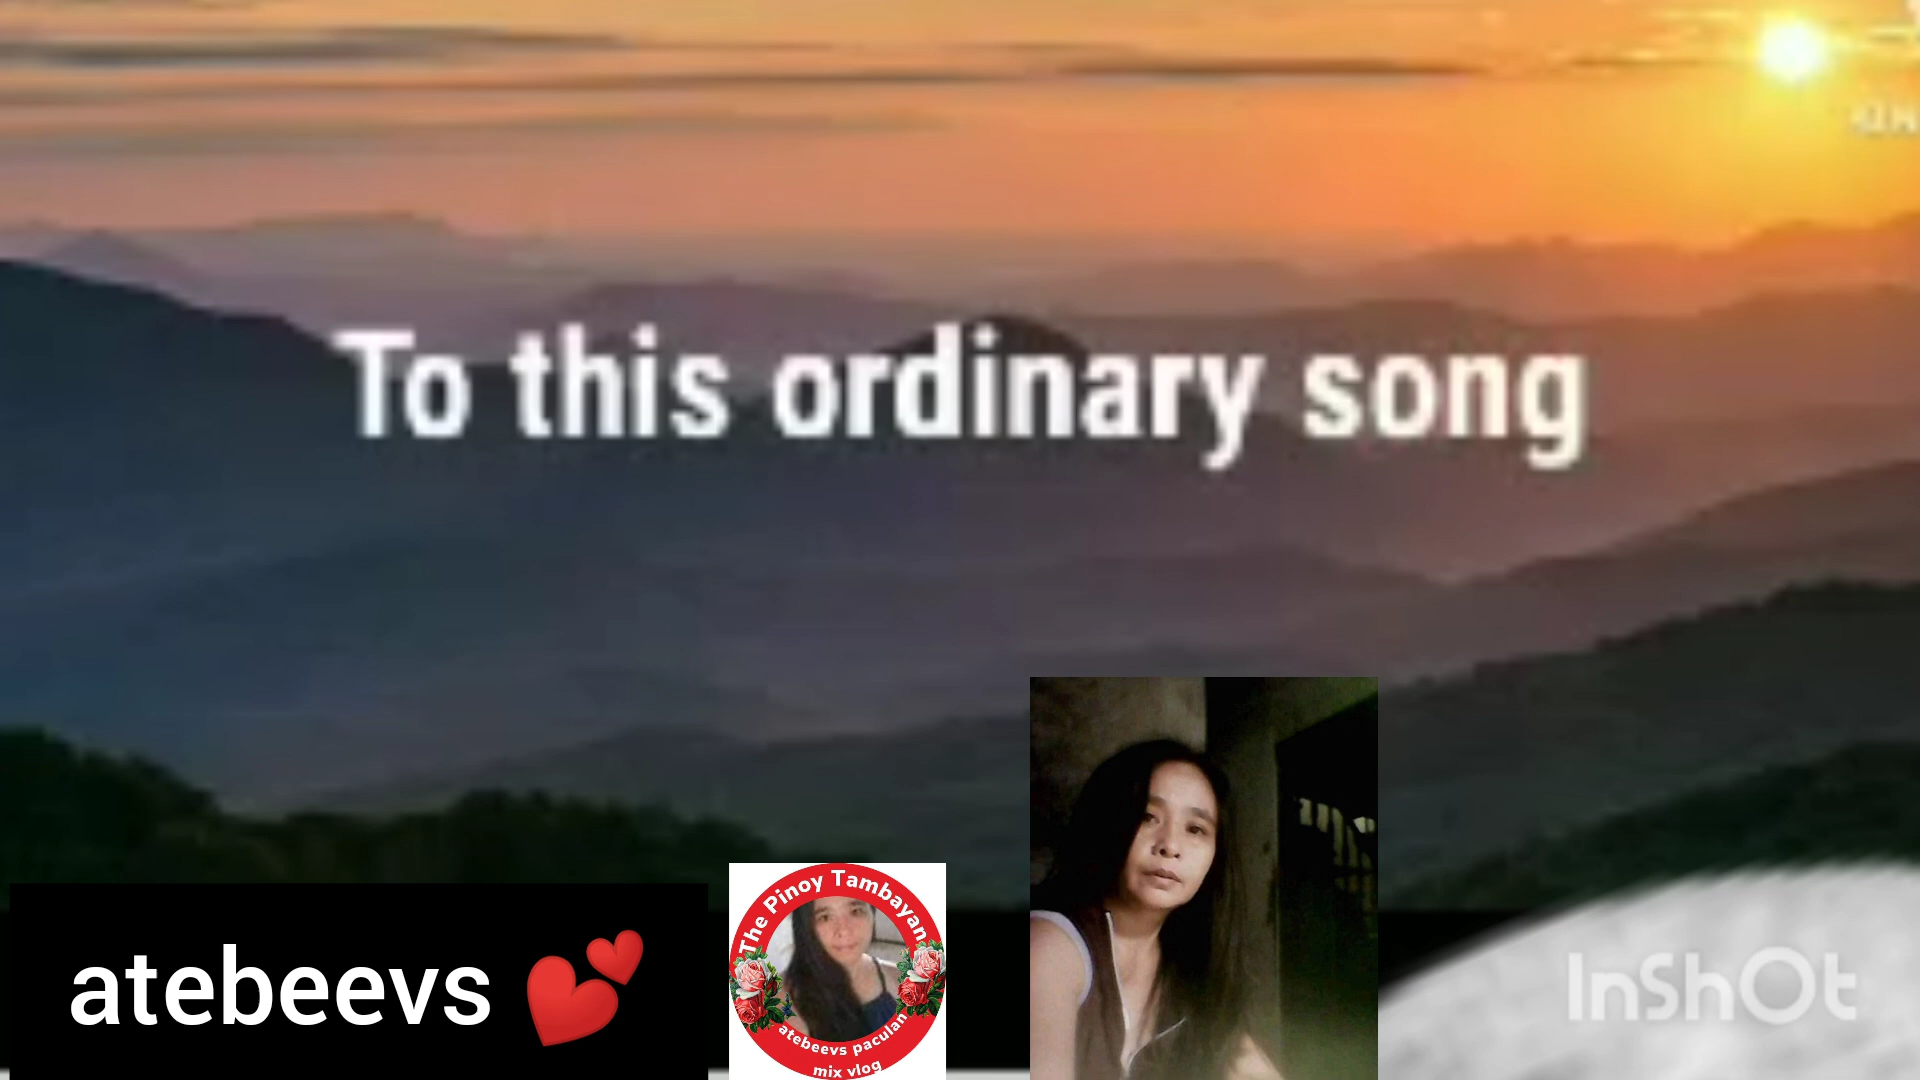 To this ordinary song
The Pinoy Tambayan
atebeevs 💕
atebeevs paculan
mix vlog
InShOt